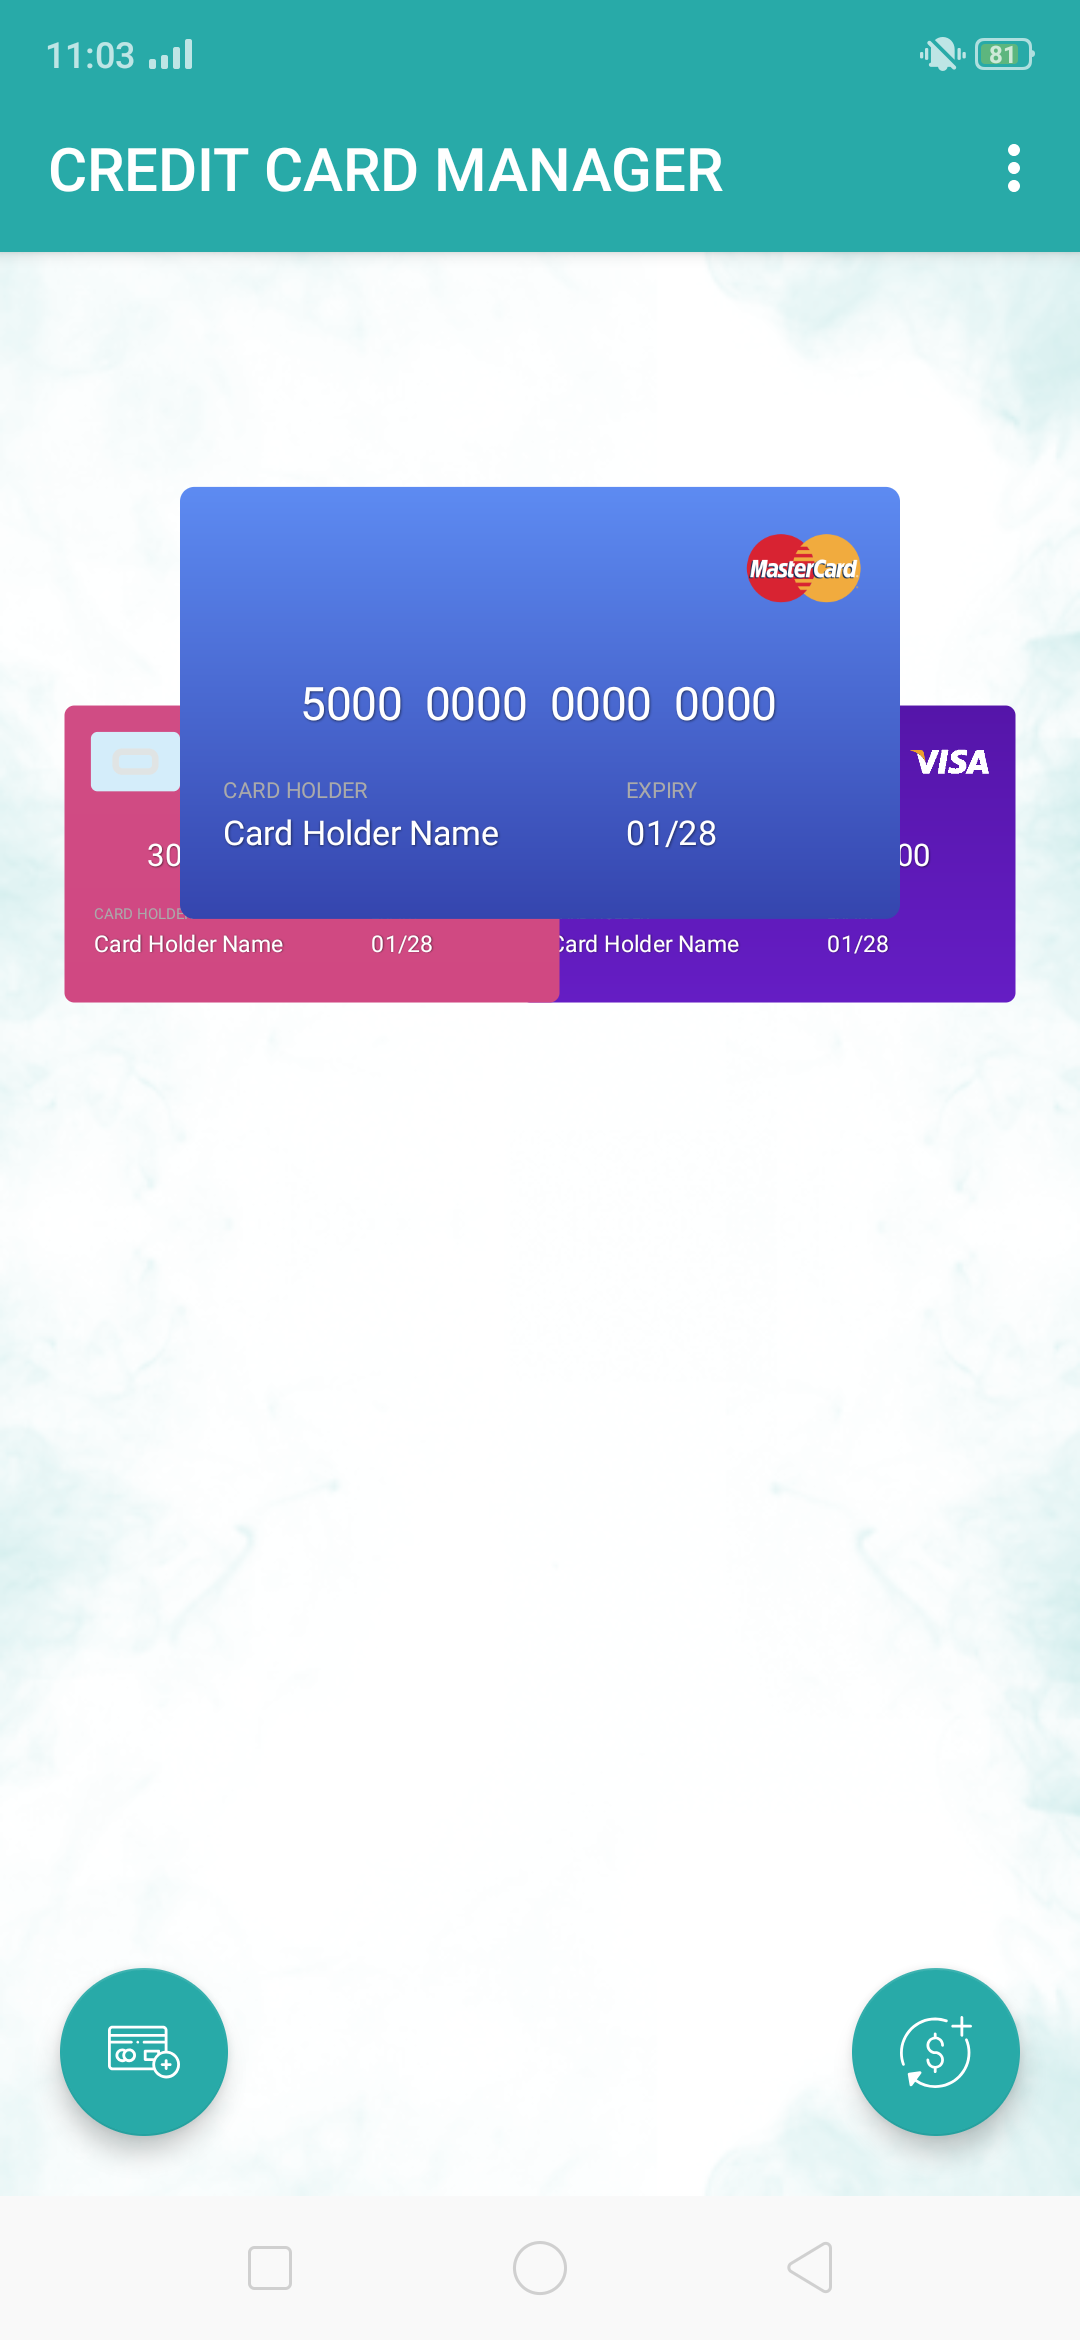 11:03
81
CREDIT CARD MANAGER
MasterCard
5000 0000 0000 0000
CARD HOLDER EXPIRY
Card Holder Name 01/28
VISA
30
00
CARD HOLDE
Card Holder Name 01/28
Card Holder Name 01/28